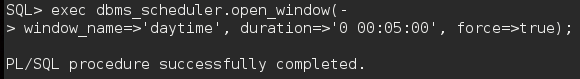 SQL> exec dbms_scheduler.open_window(-
> window_name=>'daytime', duration=>'0 00:05:00', force=>true);
PL/SQL procedure successfully completed.